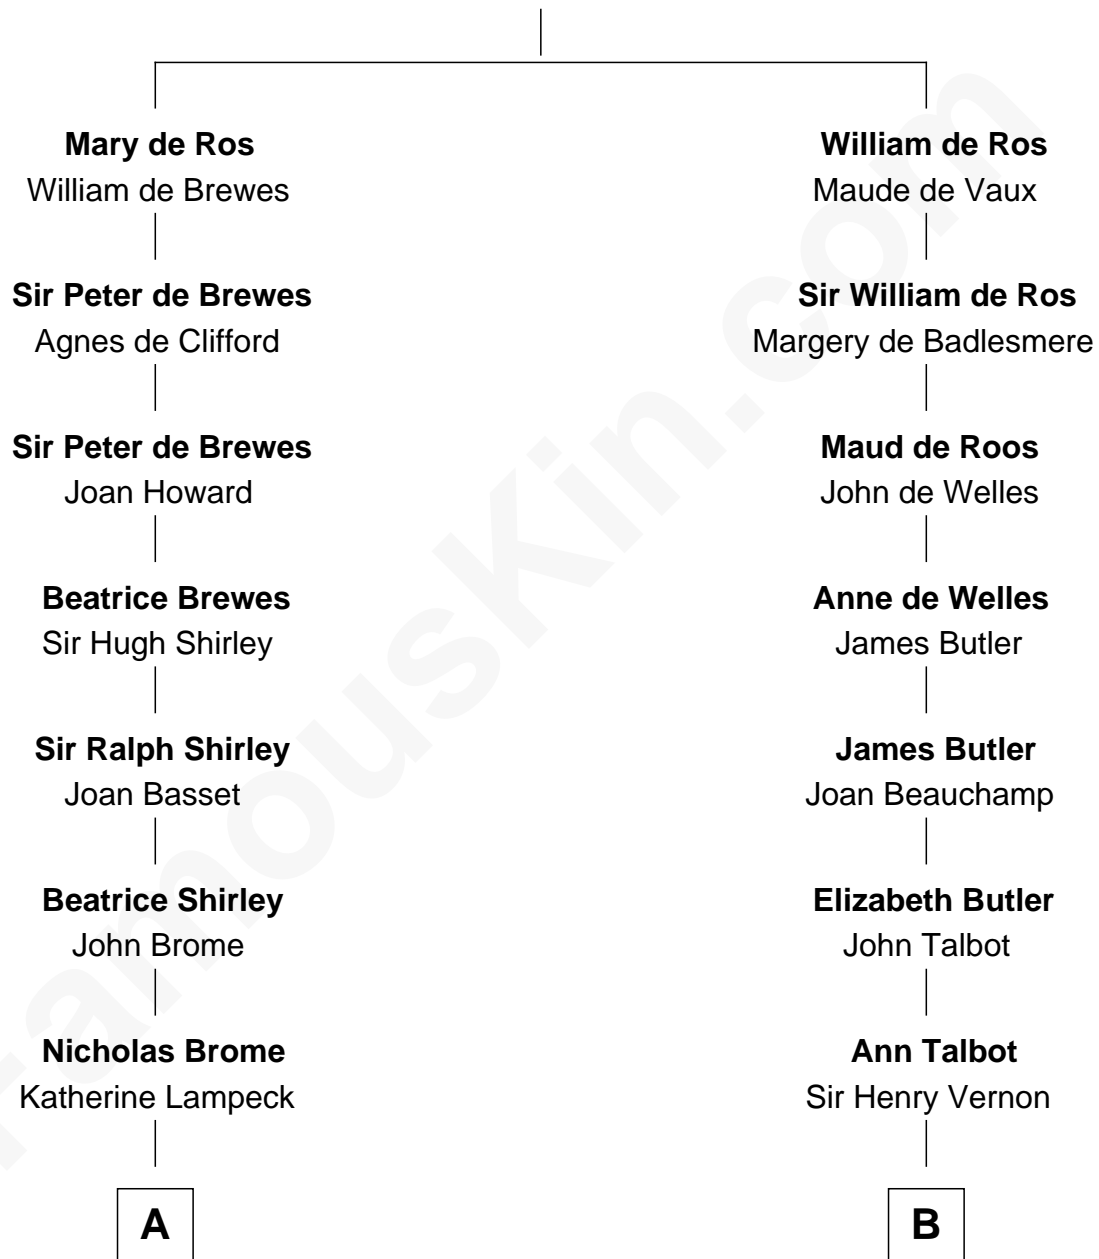 Mary de Ros
William de Brewes
William de Ros
Maude de Vaux
Sir Peter de Brewes
Agnes de Clifford
Sir William de Ros
Margery de Badlesmere
Sir Peter de Brewes
Joan Howard
Maud de Roos
John de Welles
Beatrice Brewes
Sir Hugh Shirley
Anne de Welles
James Butler
Sir Ralph Shirley
Joan Basset
James Butler
Joan Beauchamp
Beatrice Shirley
John Brome
Elizabeth Butler
John Talbot
Nicholas Brome
Katherine Lampeck
Ann Talbot
Sir Henry Vernon
A
B
FamousKin.com